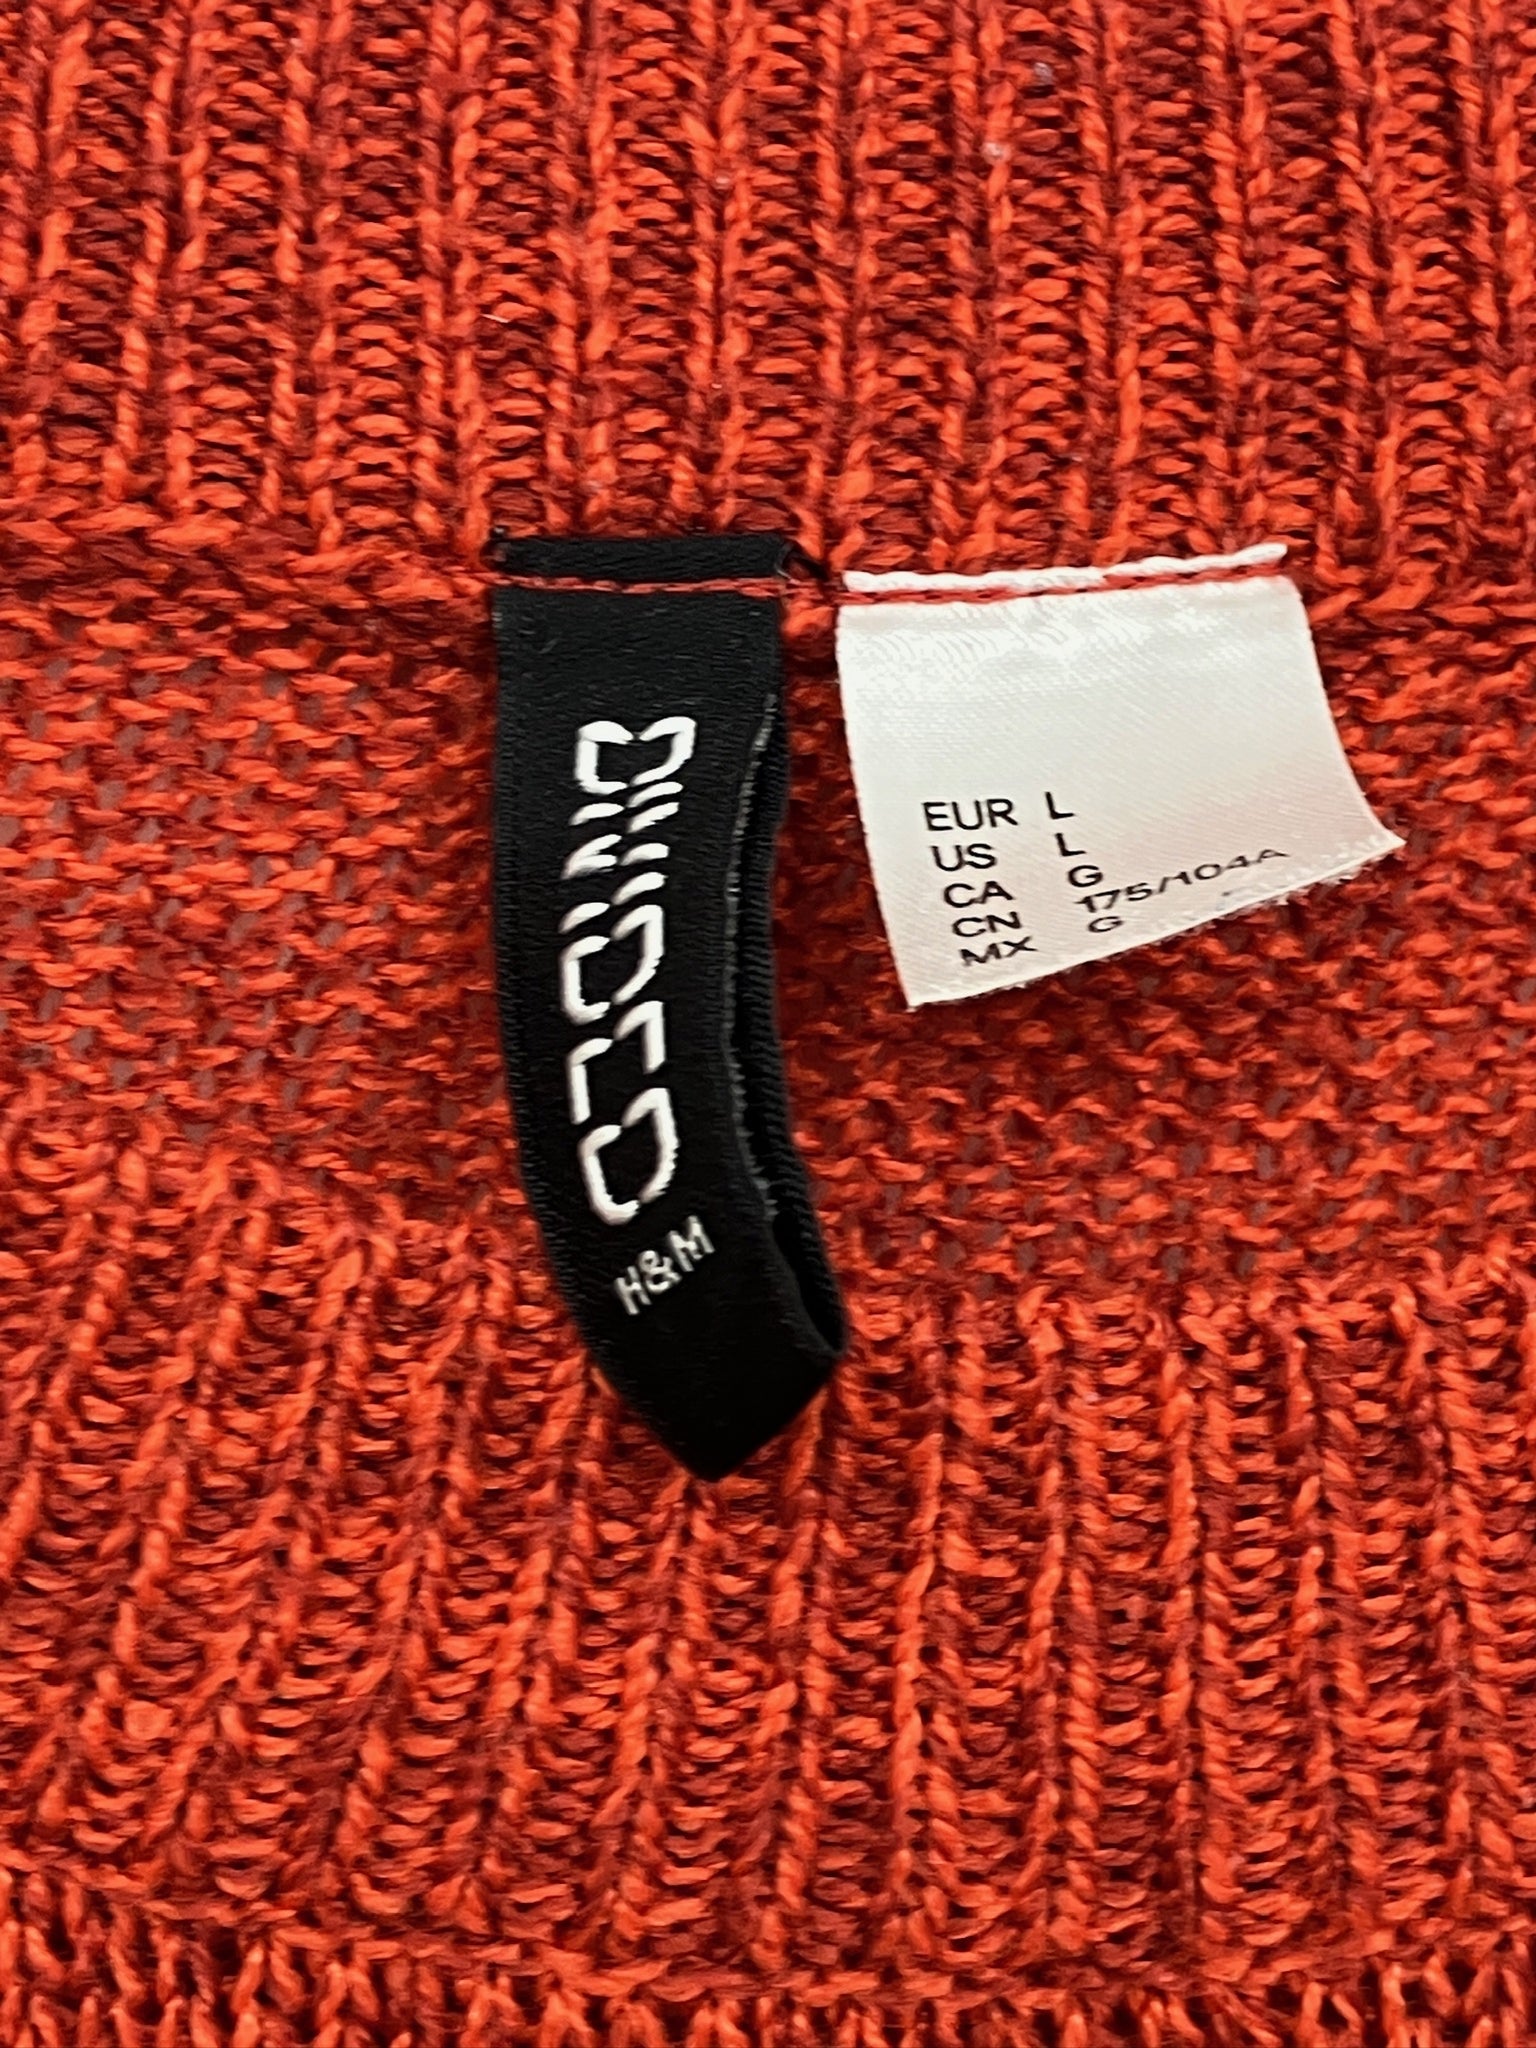 DIVIDED
H&M
EUR L
US L
CA G
CN 175/104A
MX G